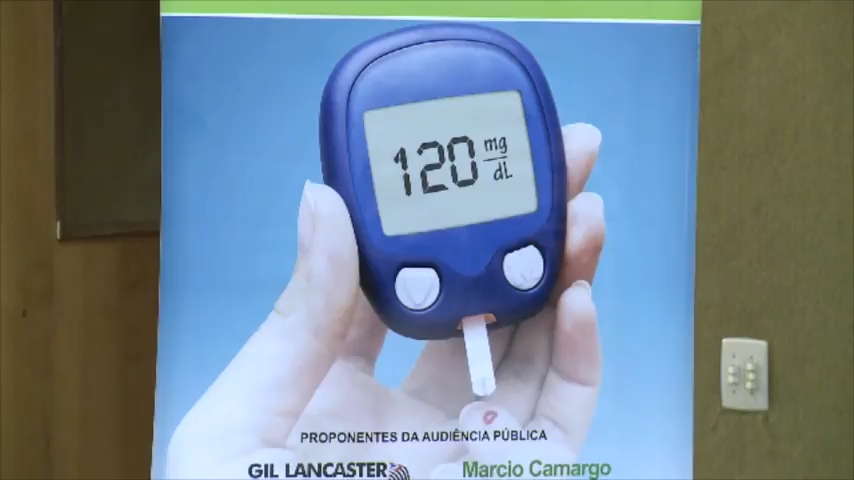 120 mg/dL
PROPONENTES DA AUDIÊNCIA PÚBLICA
GIL LANCASTER Marcio Camargo